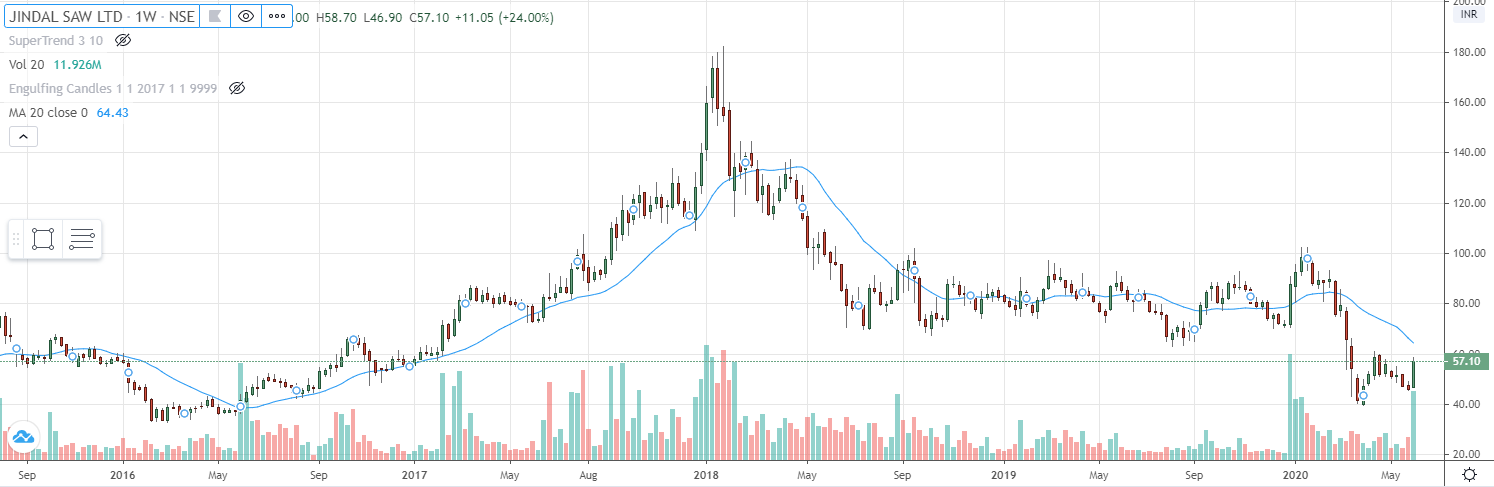 JINDAL SAW LTD · 1W · NSE .00 H58.70 L46.90 C57.10 +11.05 (+24.00%)
SuperTrend 3 10
Vol 20 11.926M
Engulfing Candles 1 1 2017 1 1 9999
MA 20 close 0 64.43
200.00
INR
180.00
160.00
140.00
120.00
100.00
80.00
60.00
57.10
40.00
20.00
Sep 2016 May Sep 2017 May Aug 2018 May Sep 2019 May Sep 2020 May